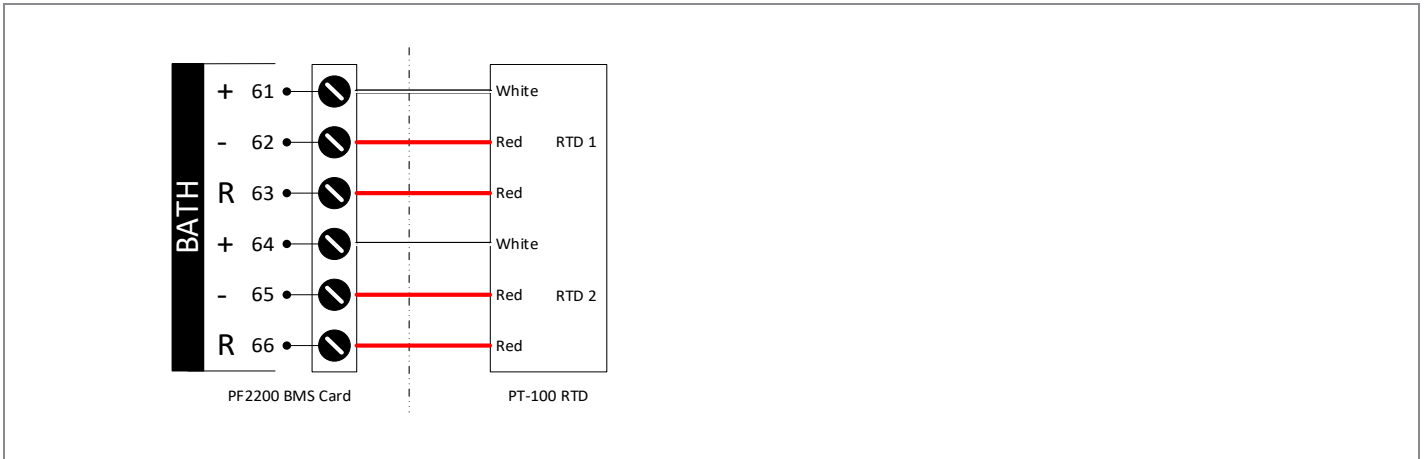 BATH
+ 61 White
- 62 Red RTD 1
R 63 Red
+ 64 White
- 65 Red RTD 2
R 66 Red
PF2200 BMS Card PT-100 RTD